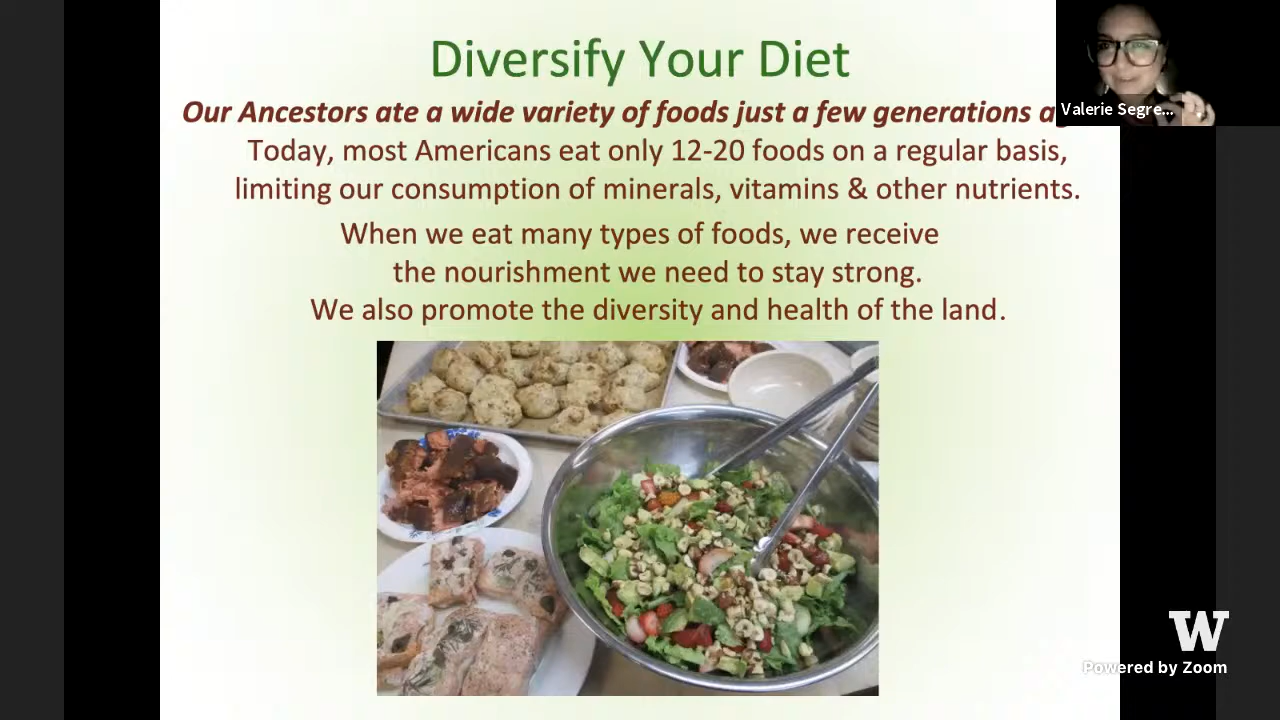 Diversify Your Diet
Our Ancestors ate a wide variety of foods just a few generations
Today, most Americans eat only 12-20 foods on a regular basis,
limiting our consumption of minerals, vitamins & other nutrients.
When we eat many types of foods, we receive
the nourishment we need to stay strong.
We also promote the diversity and health of the land.
Valerie Segre...
W
Powered by Zoom